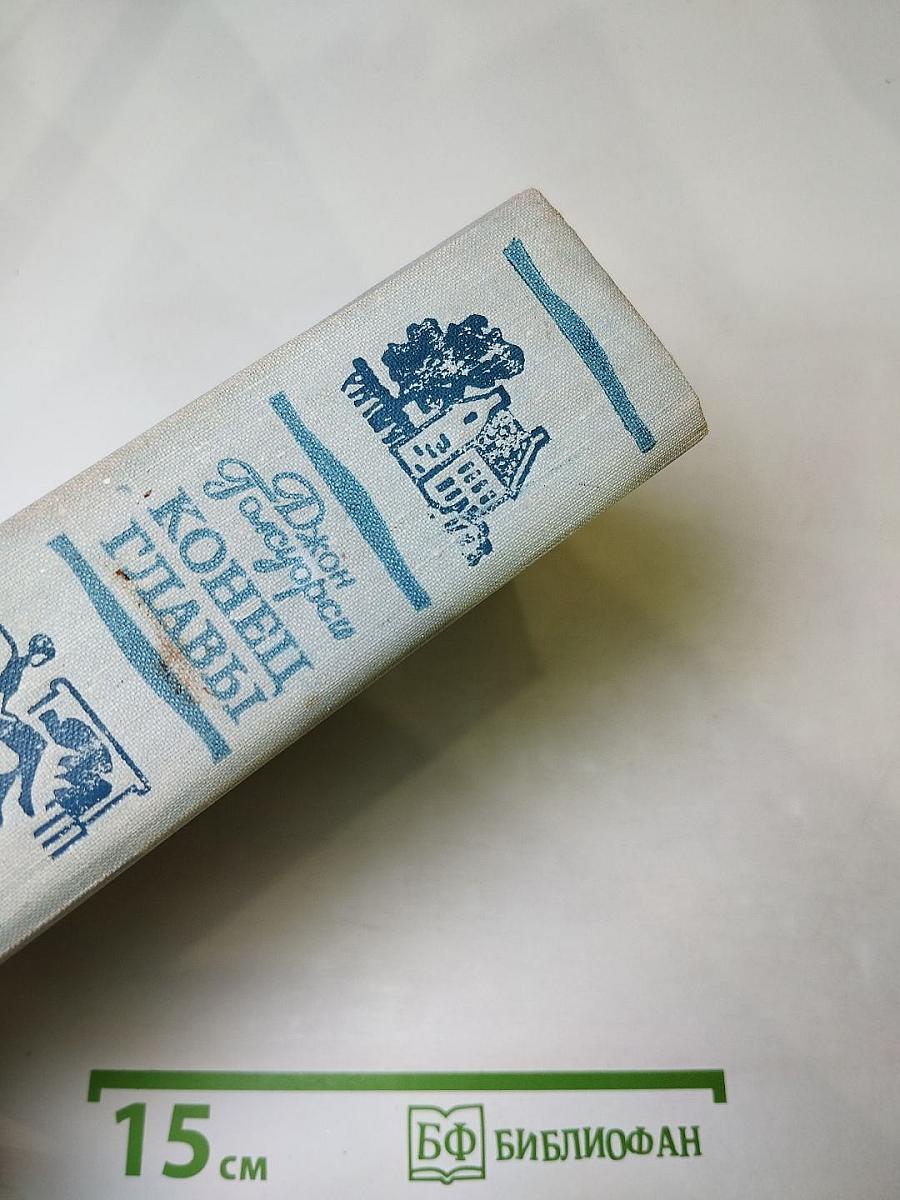 Джон
Голсуорси
КОНЕЦ
ГЛАВЫ
15 см
БФ БИБЛИОФАН